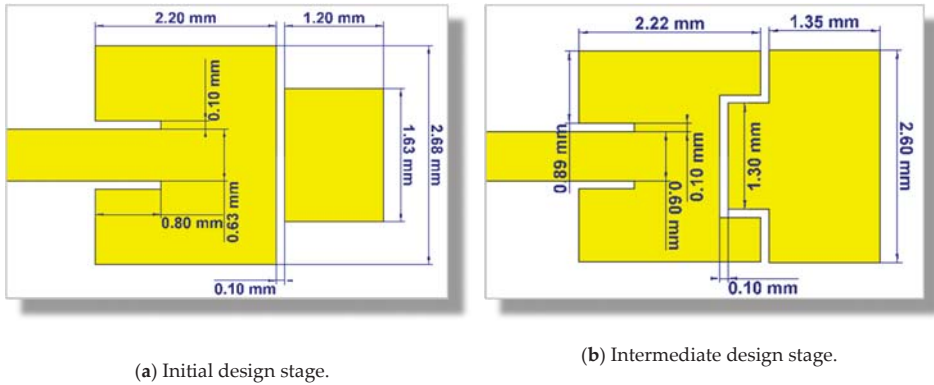 2.20 mm
1.20 mm
0.10 mm
1.63 mm
2.68 mm
0.80 mm
0.63 mm
0.10 mm
(a) Initial design stage.
2.22 mm
1.35 mm
0.89 mm
0.60 mm
0.10 mm
1.30 mm
2.60 mm
0.10 mm
(b) Intermediate design stage.